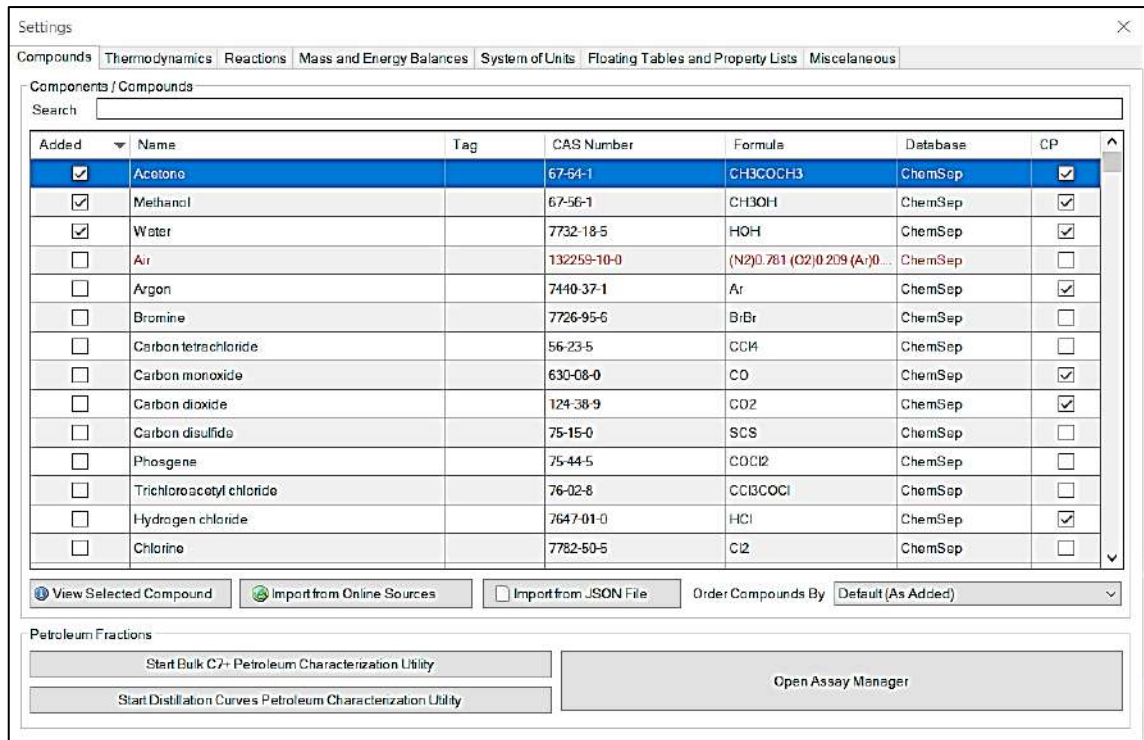 Settings
Compounds Thermodynamics Reactions Mass and Energy Balances System of Units Floating Tables and Property Lists Miscelaneous
Components / Compounds
Search
Added Name Tag CAS Number Formula Database CP
Acetone 67-64-1 CH3COCH3 ChemSep
Methanol 67-56-1 CH3OH ChemSep
Water 7732-18-5 HOH ChemSep
Air 132259-10-0 (N2)0.781 (O2)0.209 (Ar)0... ChemSep
Argon 7440-37-1 Ar ChemSep
Bromine 7726-95-6 BrBr ChemSep
Carbon tetrachloride 56-23-5 CCl4 ChemSep
Carbon monoxide 630-08-0 CO ChemSep
Carbon dioxide 124-38-9 CO2 ChemSep
Carbon disulfide 75-15-0 SCS ChemSep
Phosgene 75-44-5 COCl2 ChemSep
Trichloroacetyl chloride 76-02-8 CCl3COCl ChemSep
Hydrogen chloride 7647-01-0 HCl ChemSep
Chlorine 7782-50-5 Cl2 ChemSep
View Selected Compound Import from Online Sources Import from JSON File Order Compounds By Default (As Added)
Petroleum Fractions
Start Bulk C7+ Petroleum Characterization Utility
Open Assay Manager
Start Distillation Curves Petroleum Characterization Utility